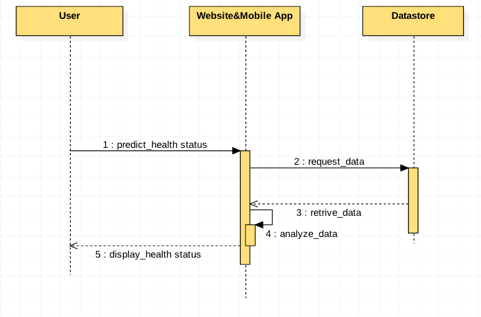 User
Website&Mobile App
Datastore
1 : predict_health status
2 : request_data
3 : retrive_data
4 : analyze_data
5 : display_health status